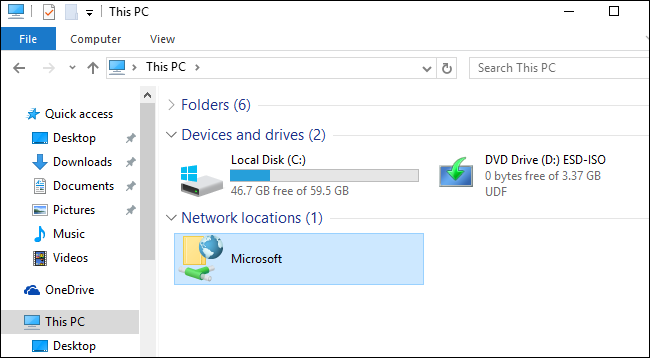 This PC
File Computer View
This PC
Search This PC
Quick access
Desktop
Downloads
Documents
Pictures
Music
Videos
OneDrive
This PC
Desktop
Folders (6)
Devices and drives (2)
Local Disk (C:)
46.7 GB free of 59.5 GB
DVD Drive (D:) ESD-ISO
0 bytes free of 3.37 GB
UDF
Network locations (1)
Microsoft